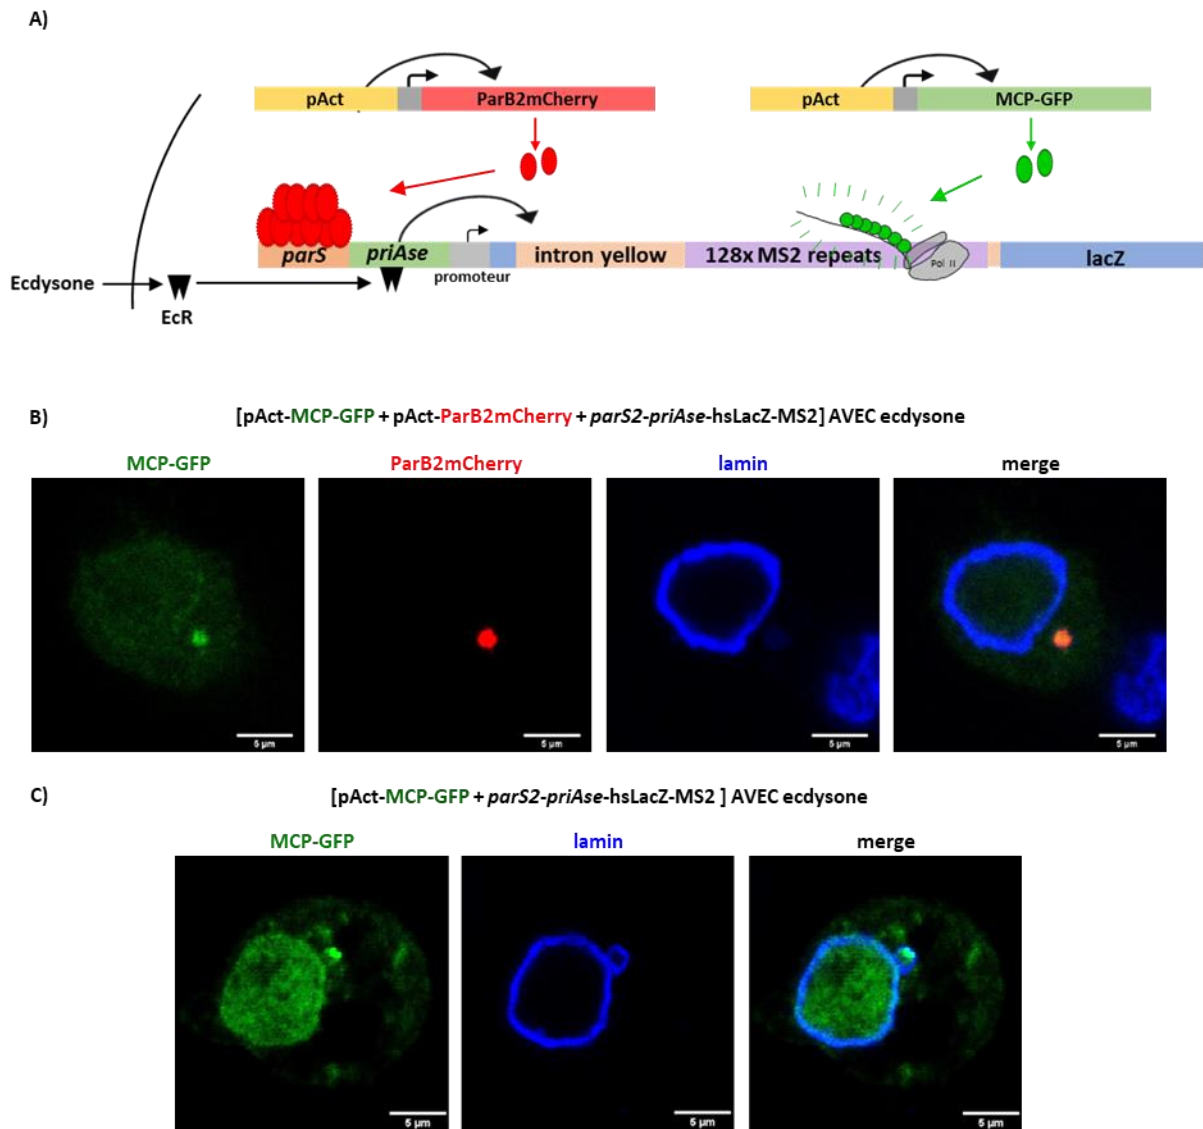 A)
pAct
ParB2mCherry
pAct
MCP-GFP
parS
priAse
promoteur
intron yellow
128x MS2 repeats
Pol II
lacZ
Ecdysone
EcR
B)
[pAct-MCP-GFP + pAct-ParB2mCherry + parS2-priAse-hsLacZ-MS2] AVEC ecdysone
MCP-GFP
ParB2mCherry
lamin
merge
5 µm
5 µm
5 µm
5 µm
C)
[pAct-MCP-GFP + parS2-priAse-hsLacZ-MS2 ] AVEC ecdysone
MCP-GFP
lamin
merge
5 µm
5 µm
5 µm